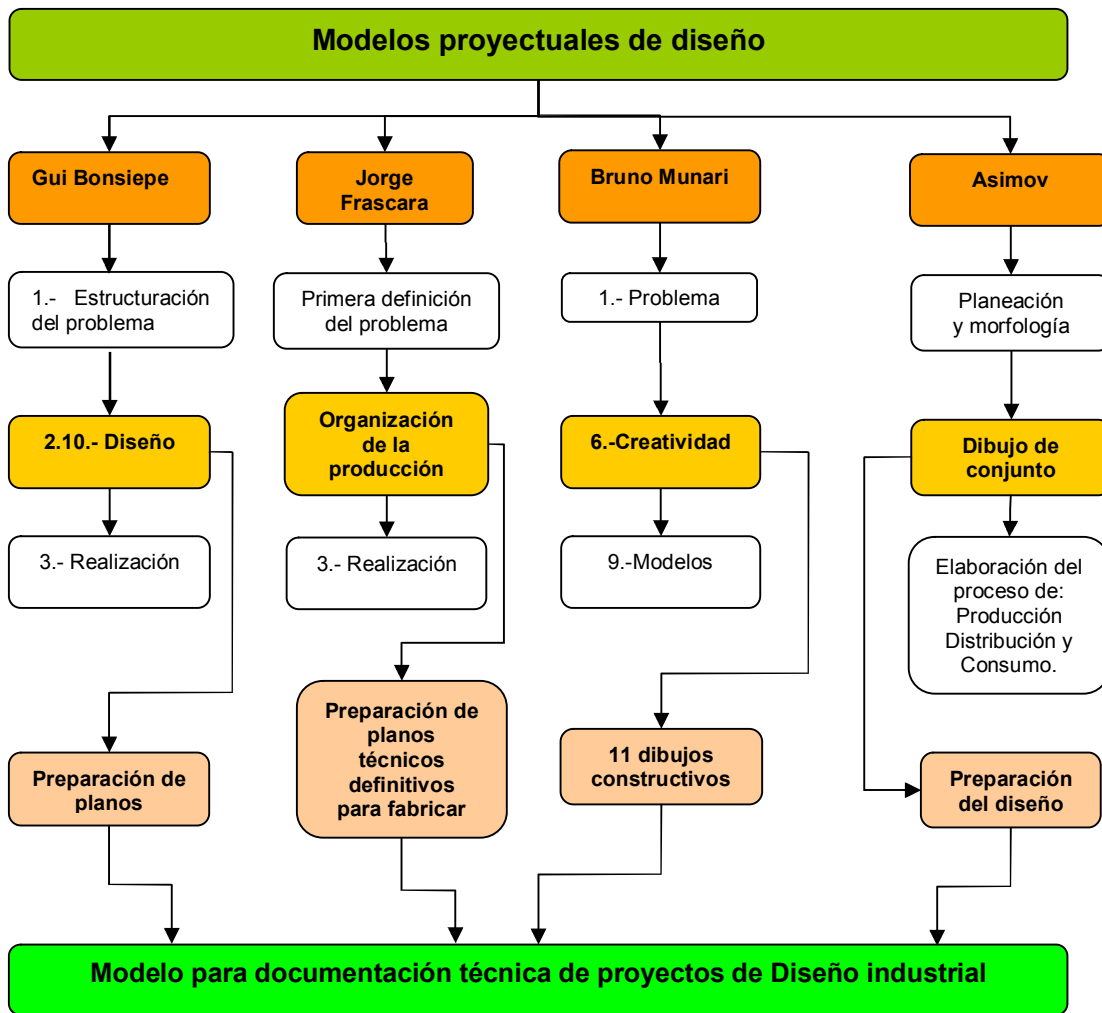 Modelos proyectuales de diseño
Gui Bonsiepe
Jorge
Frascara
Bruno Munari
Asimov
1.- Estructuración
del problema
Primera definición
del problema
1.- Problema
Planeación
y morfología
2.10.- Diseño
Organización
de la
producción
6.-Creatividad
Dibujo de
conjunto
3.- Realización
3.- Realización
9.-Modelos
Elaboración del
proceso de:
Producción
Distribución y
Consumo.
Preparación de
planos
Preparación de
planos
técnicos
definitivos
para fabricar
11 dibujos
constructivos
Preparación
del diseño
Modelo para documentación técnica de proyectos de Diseño industrial